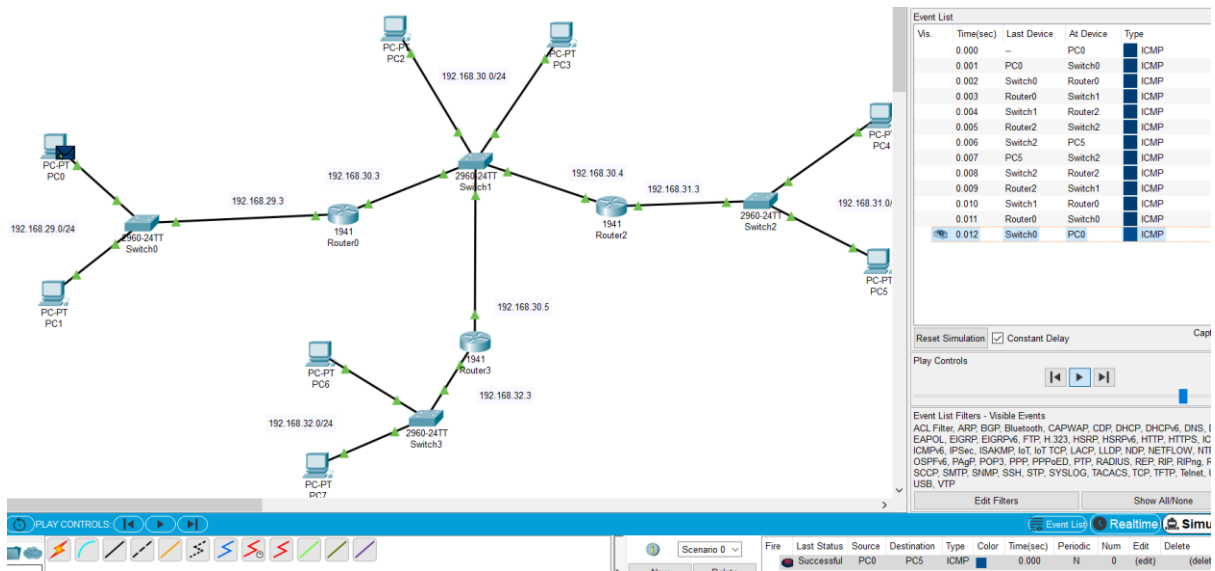 PC-PT
PC2
PC-PT
PC3
192.168.30.0/24
PC-PT
PC0
PC-PT
PC4
192.168.30.3
2960-24TT
Switch1
192.168.30.4
192.168.29.3
192.168.31.3
192.168.31.0/
192.168.29.0/24
2960-24TT
Switch0
1941
Router0
1941
Router2
2960-24TT
Switch2
PC-PT
PC1
PC-PT
PC5
192.168.30.5
1941
Router3
PC-PT
PC6
192.168.32.3
192.168.32.0/24
2960-24TT
Switch3
PC-PT
PC7
Event List
Vis. Time(sec) Last Device At Device Type
0.000 -- PC0 ICMP
0.001 PC0 Switch0 ICMP
0.002 Switch0 Router0 ICMP
0.003 Router0 Switch1 ICMP
0.004 Switch1 Router2 ICMP
0.005 Router2 Switch2 ICMP
0.006 Switch2 PC5 ICMP
0.007 PC5 Switch2 ICMP
0.008 Switch2 Router2 ICMP
0.009 Router2 Switch1 ICMP
0.010 Switch1 Router0 ICMP
0.011 Router0 Switch0 ICMP
0.012 Switch0 PC0 ICMP
Reset Simulation Constant Delay Capt
Play Controls
Event List Filters - Visible Events
ACL Filter, ARP, BGP, Bluetooth, CAPWAP, CDP, DHCP, DHCPv6, DNS,
EAPOL, EIGRP, EIGRPv6, FTP, H.323, HSRP, HSRPv6, HTTP, HTTPS,
ICMPv6, IPSec, ISAKMP, IoT, IoT TCP, LACP, LLDP, NDP, NETFLOW,
OSPFv6, PAgP, POP3, PPP, PPPoED, PTP, RADIUS, REP, RIP, RIPng,
SCCP, SMTP, SNMP, SSH, STP, SYSLOG, TACACS, TCP, TFTP, Telnet,
USB, VTP
Edit Filters Show All/None
PLAY CONTROLS: Event List Realtime Simu
Scenario 0 Fire Last Status Source Destination Type Color Time(sec) Periodic Num Edit Delete
Successful PC0 PC5 ICMP 0.000 N 0 (edit) (delet